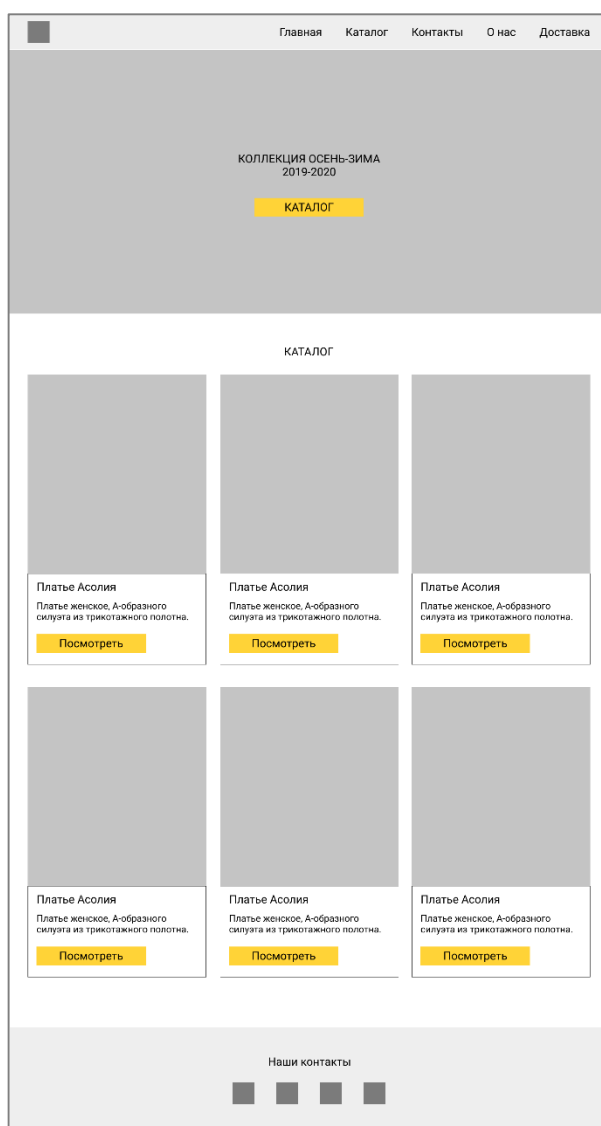 Главная Каталог Контакты О нас Доставка
КОЛЛЕКЦИЯ ОСЕНЬ-ЗИМА
2019-2020
КАТАЛОГ
КАТАЛОГ
Платье Асолия
Платье женское, А-образного
силуэта из трикотажного полотна.
Посмотреть
Платье Асолия
Платье женское, А-образного
силуэта из трикотажного полотна.
Посмотреть
Платье Асолия
Платье женское, А-образного
силуэта из трикотажного полотна.
Посмотреть
Платье Асолия
Платье женское, А-образного
силуэта из трикотажного полотна.
Посмотреть
Платье Асолия
Платье женское, А-образного
силуэта из трикотажного полотна.
Посмотреть
Платье Асолия
Платье женское, А-образного
силуэта из трикотажного полотна.
Посмотреть
Наши контакты